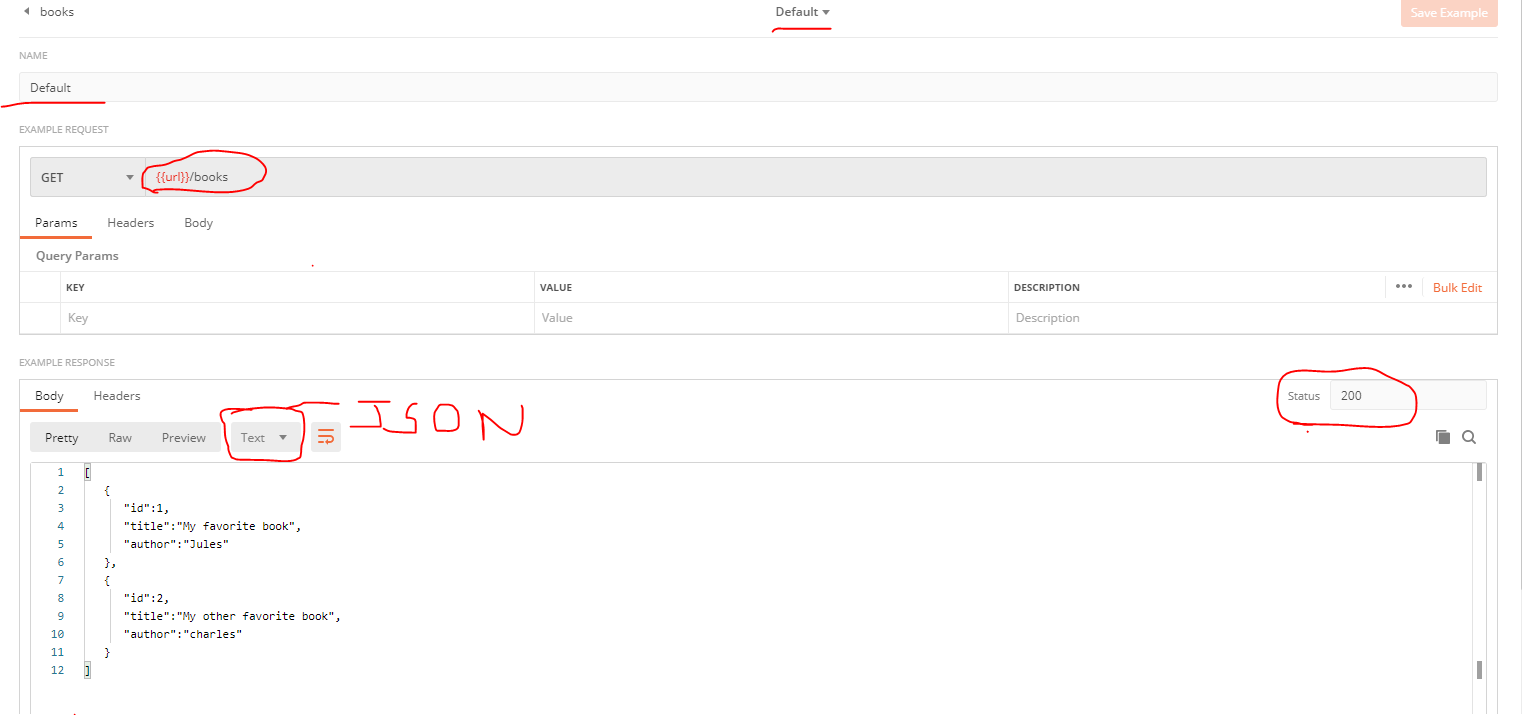 books Default Save Example
NAME
Default
EXAMPLE REQUEST
GET {{url}}/books
Params Headers Body
Query Params
KEY VALUE DESCRIPTION ••• Bulk Edit
Key Value Description
EXAMPLE RESPONSE
Body Headers Status 200
JSON
Pretty Raw Preview Text
1 [
2 {
3 "id":1,
4 "title":"My favorite book",
5 "author":"Jules"
6 },
7 {
8 "id":2,
9 "title":"My other favorite book",
10 "author":"charles"
11 }
12 ]